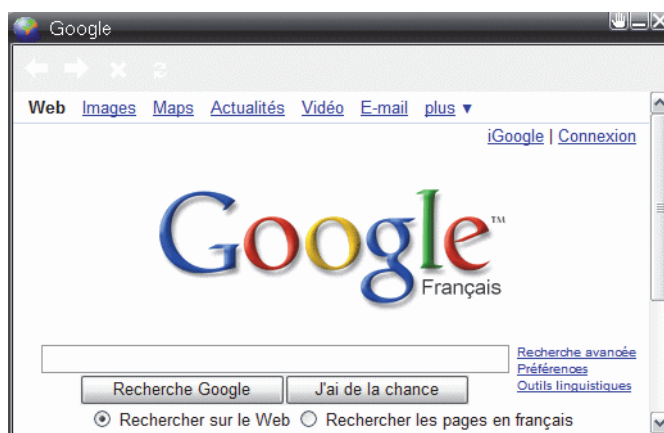 Google
Web Images Maps Actualités Vidéo E-mail plus ▼
iGoogle | Connexion
Google™
Français
Recherche avancée
Préférences
Outils linguistiques
Recherche Google J'ai de la chance
Rechercher sur le Web Rechercher les pages en français